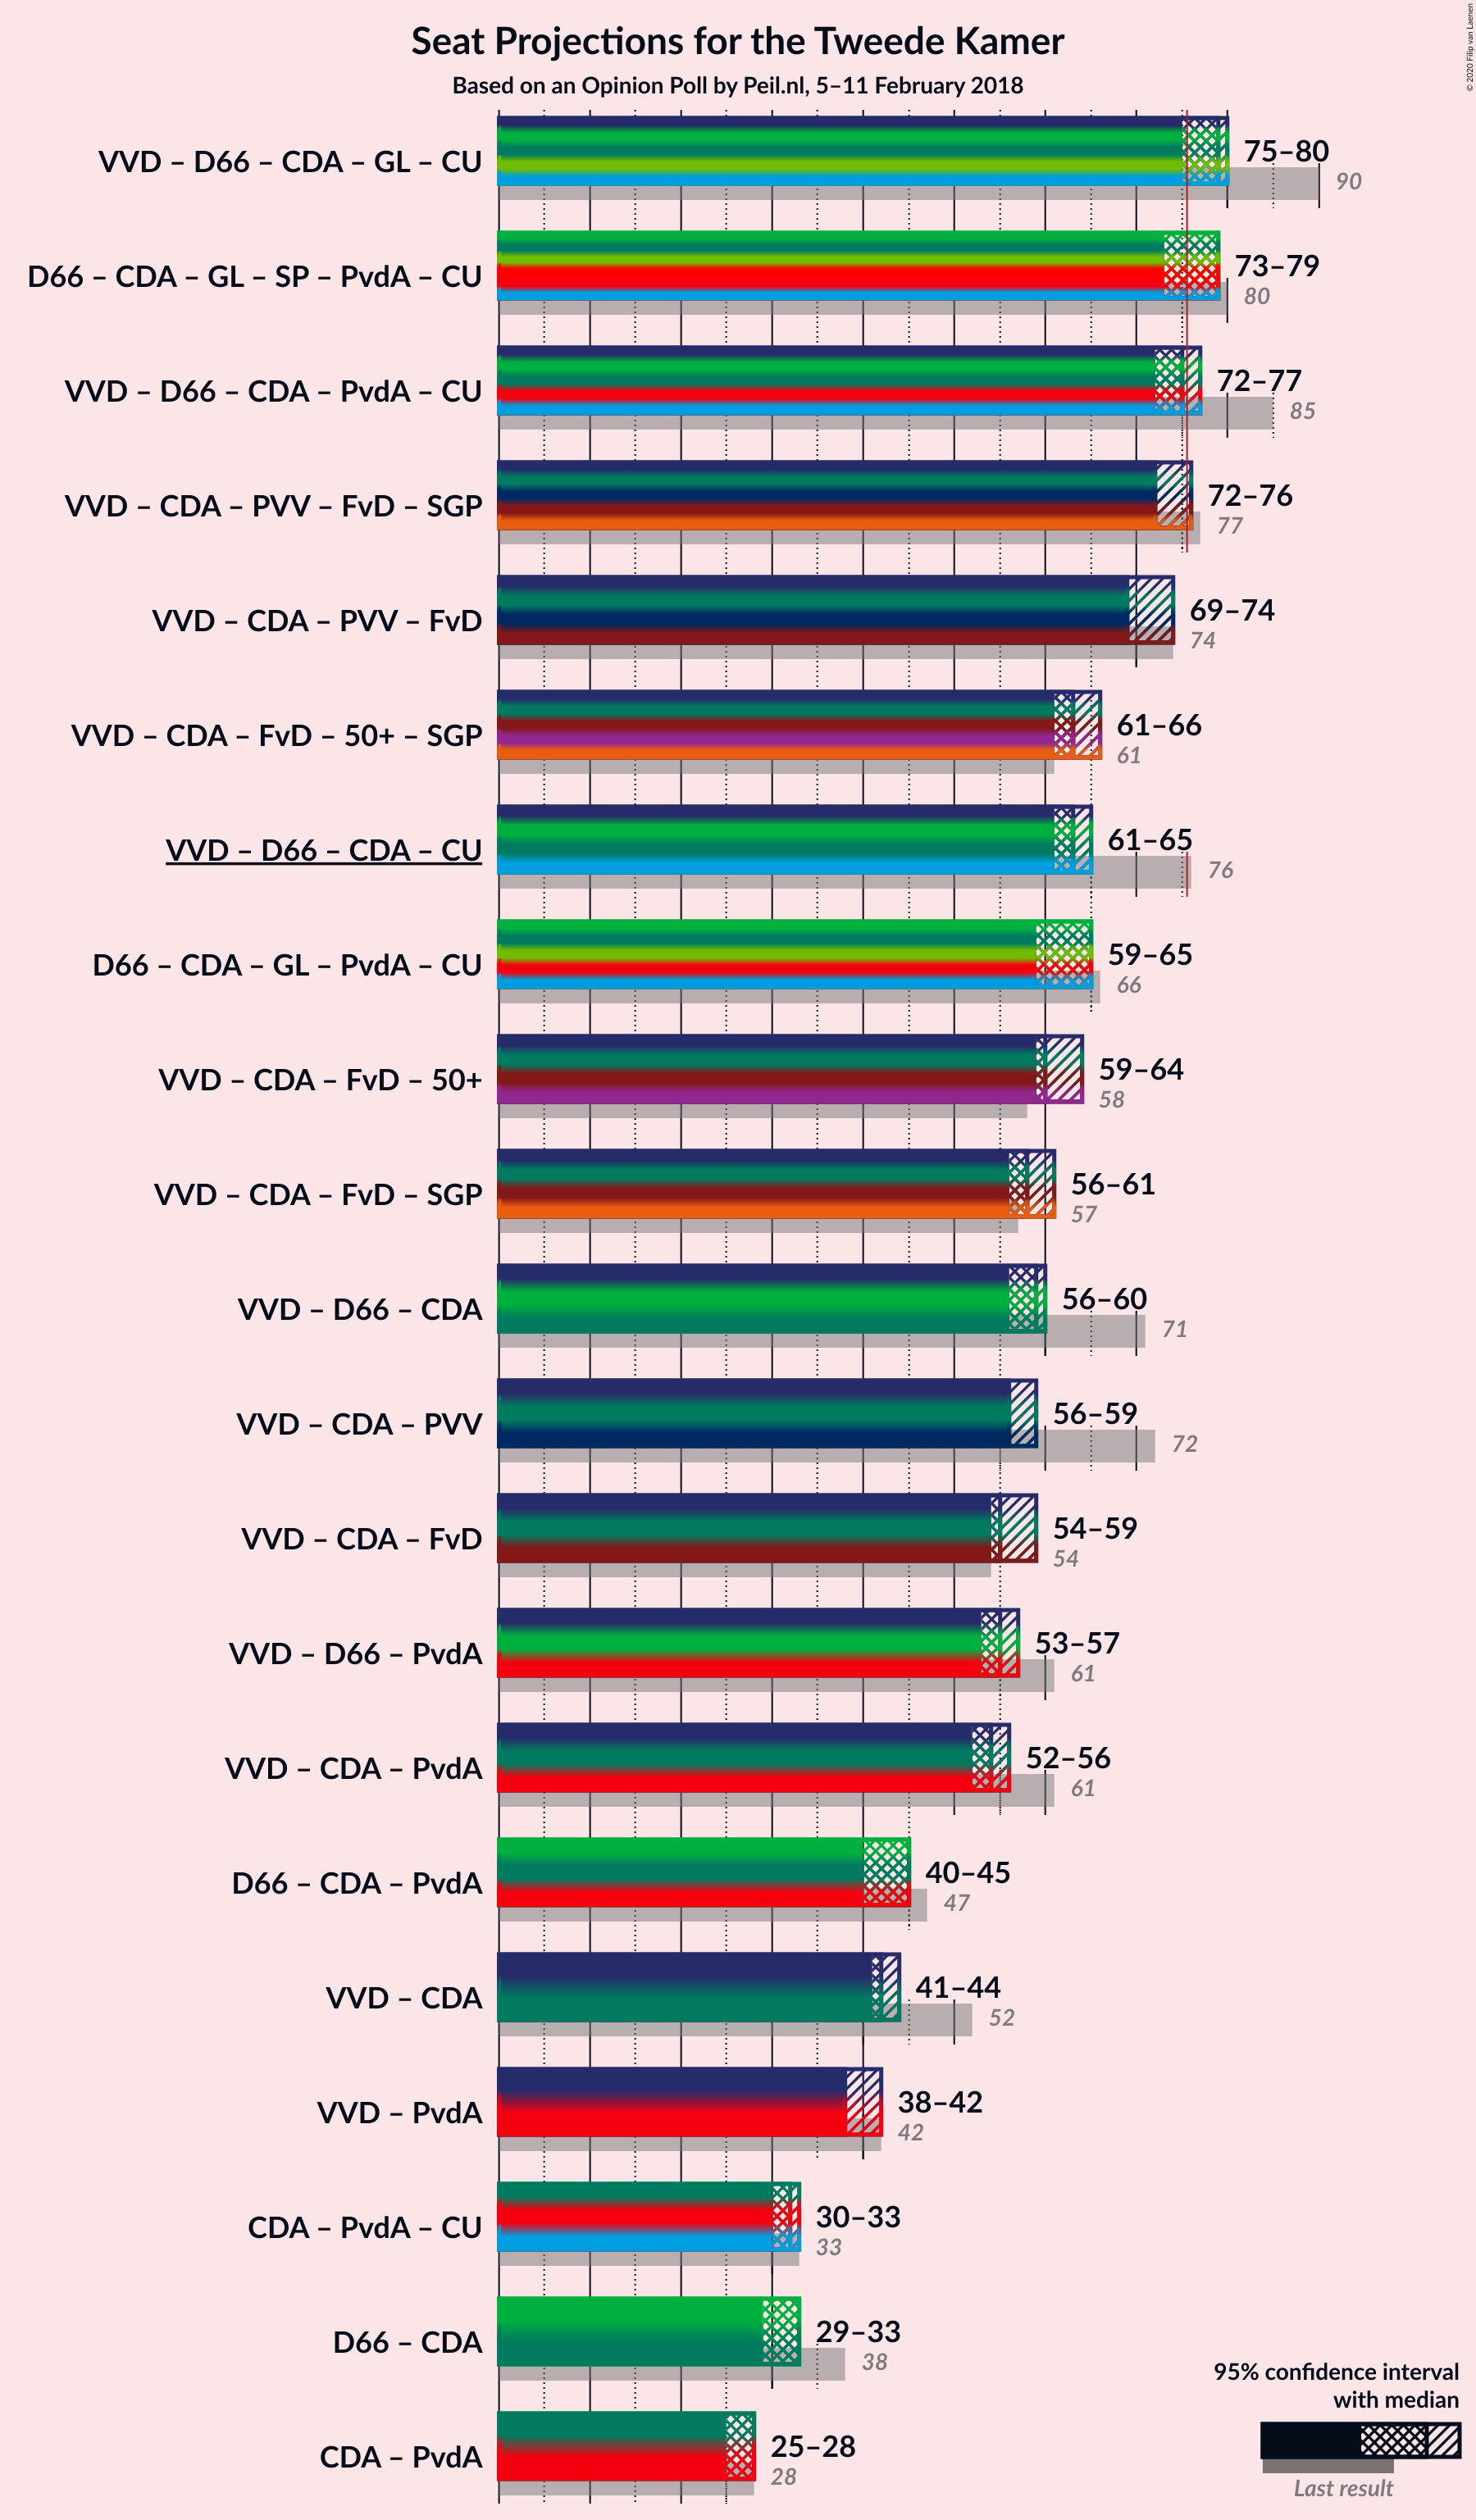 Seat Projections for the Tweede Kamer
Based on an Opinion Poll by Peil.nl, 5–11 February 2018
© 2020 Filip van Laenen
VVD – D66 – CDA – GL – CU
75–80
90
D66 – CDA – GL – SP – PvdA – CU
73–79
80
VVD – D66 – CDA – PvdA – CU
72–77
85
VVD – CDA – PVV – FvD – SGP
72–76
77
VVD – CDA – PVV – FvD
69–74
74
VVD – CDA – FvD – 50+ – SGP
61–66
61
VVD – D66 – CDA – CU
61–65
76
D66 – CDA – GL – PvdA – CU
59–65
66
VVD – CDA – FvD – 50+
59–64
58
VVD – CDA – FvD – SGP
56–61
57
VVD – D66 – CDA
56–60
71
VVD – CDA – PVV
56–59
72
VVD – CDA – FvD
54–59
54
VVD – D66 – PvdA
53–57
61
VVD – CDA – PvdA
52–56
61
D66 – CDA – PvdA
40–45
47
VVD – CDA
41–44
52
VVD – PvdA
38–42
42
CDA – PvdA – CU
30–33
33
D66 – CDA
29–33
38
CDA – PvdA
25–28
28
95% confidence interval
with median
Last result